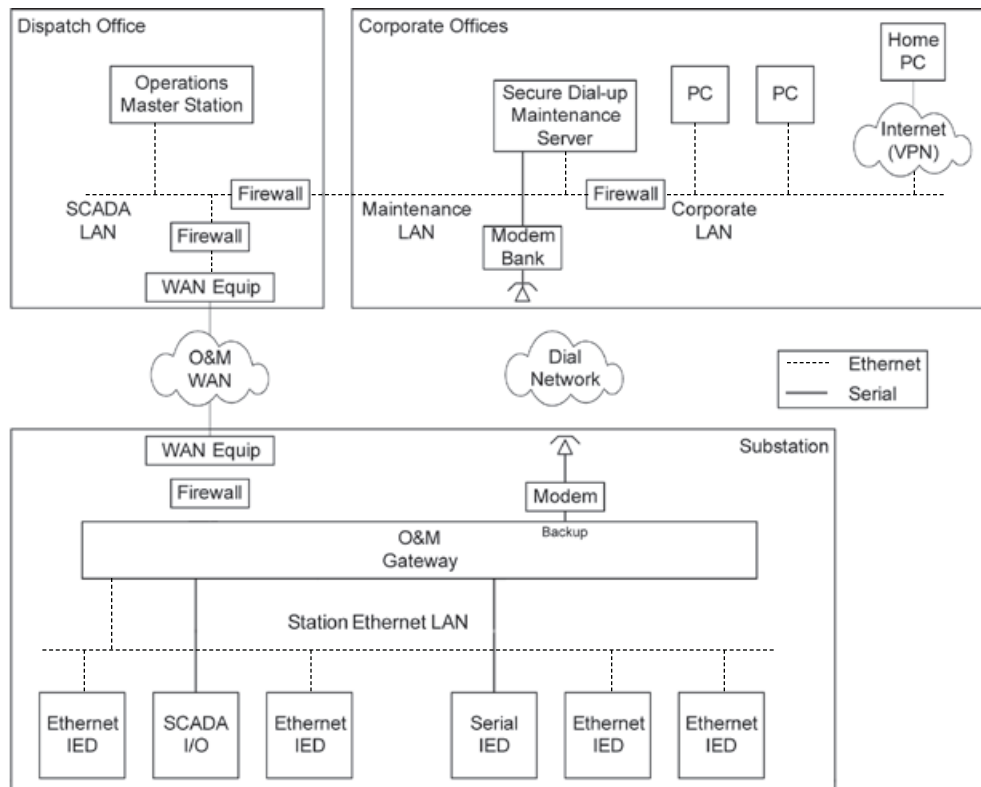 Dispatch Office
Operations
Master Station
SCADA
LAN
Firewall
Firewall
WAN Equip
Corporate Offices
Secure Dial-up
Maintenance
Server
PC
PC
Home
PC
Internet
(VPN)
Maintenance
LAN
Firewall
Corporate
LAN
Modem
Bank
O&M
WAN
Dial
Network
Ethernet
Serial
Substation
WAN Equip
Firewall
Modem
Backup
O&M
Gateway
Station Ethernet LAN
Ethernet
IED
SCADA
I/O
Ethernet
IED
Serial
IED
Ethernet
IED
Ethernet
IED